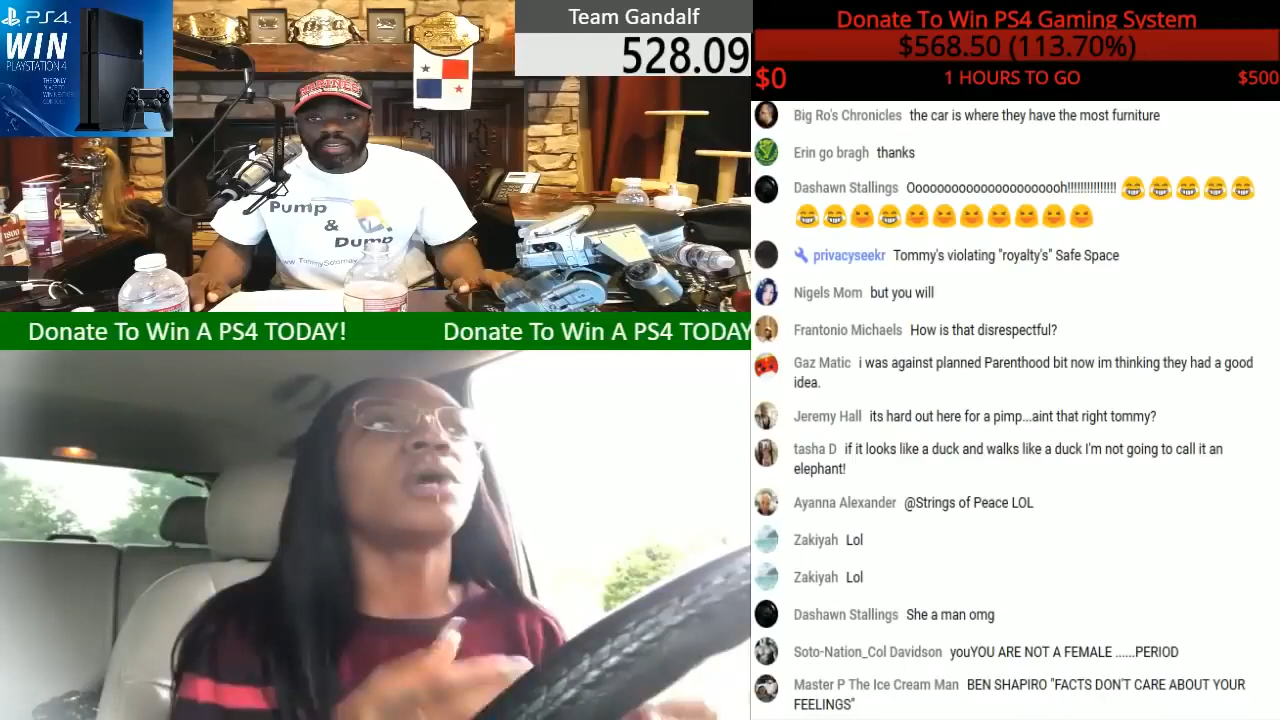 PS4
WIN
PLAYSTATION 4
THE ONLY
PLACE TO
Team Gandalf
528.09
MARINES
Pump
&
Dump
Donate To Win A PS4 TODAY! Donate To Win A PS4 TODAY
Donate To Win PS4 Gaming System
$568.50 (113.70%)
$0 1 HOURS TO GO $500
Big Ro's Chronicles the car is where they have the most furniture
Erin go bragh thanks
Dashawn Stallings Oooooooooooooooooooooh!!!!!!!!!!!!!!! 😂😂😂😂😂
privacyseekr Tommy's violating "royalty's" Safe Space
Nigels Mom but you will
Frantonio Michaels How is that disrespectful?
Gaz Matic i was against planned Parenthood bit now im thinking they had a good
idea.
Jeremy Hall its hard out here for a pimp...aint that right tommy?
tasha D if it looks like a duck and walks like a duck I'm not going to call it an
elephant!
Ayanna Alexander @Strings of Peace LOL
Zakiyah Lol
Zakiyah Lol
Dashawn Stallings She a man omg
Soto-Nation_Col Davidson youYOU ARE NOT A FEMALE ......PERIOD
Master P The Ice Cream Man BEN SHAPIRO "FACTS DON'T CARE ABOUT YOUR
FEELINGS"